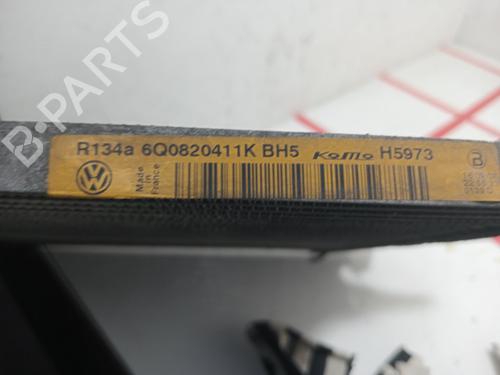 B-PARTS
R134a 6Q0820411K BH5 KoMo H5973
Made in
France
B